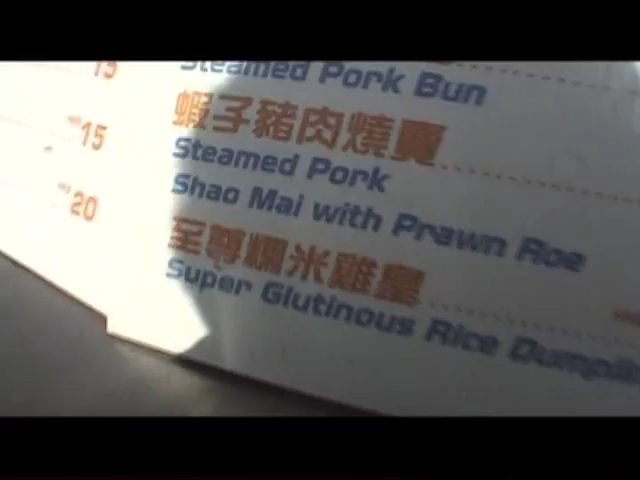 15
Steamed Pork Bun
15
蝦子豬肉燒賣
Steamed Pork
Shao Mai with Prawn Roe
20
至尊糯米雞皇
Super Glutinous Rice